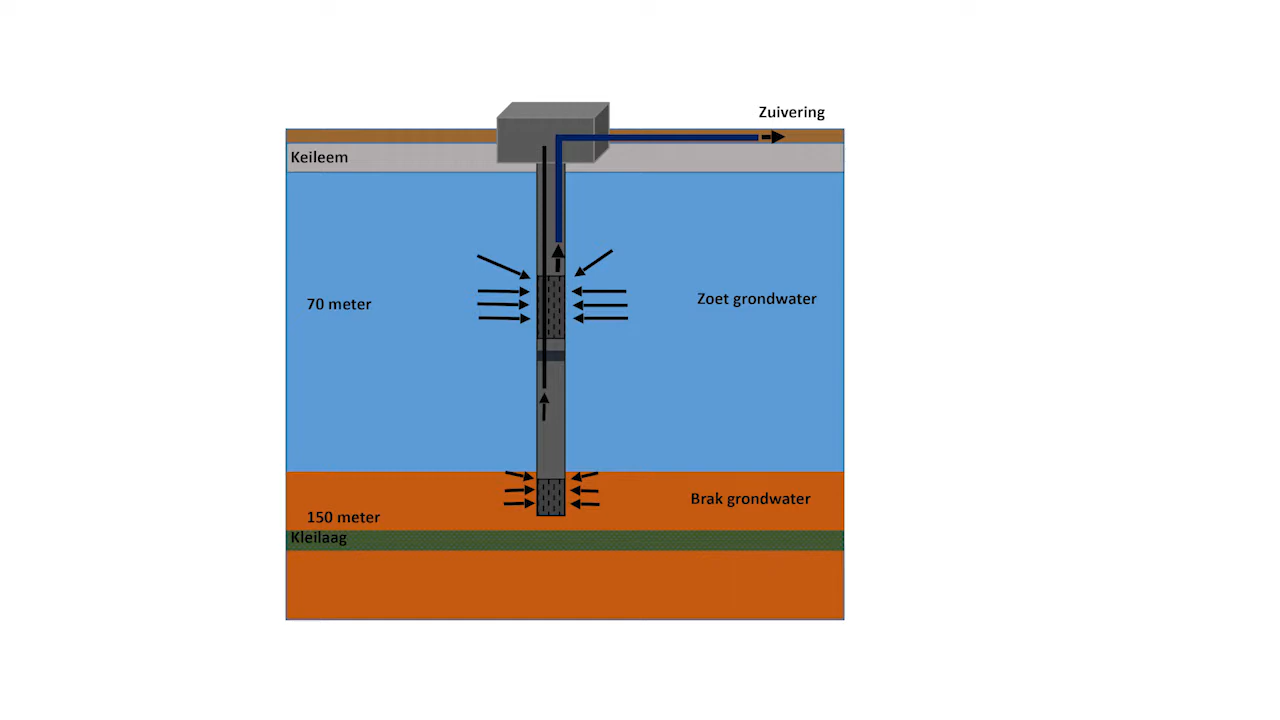 Zuivering
Keileem
70 meter
Zoet grondwater
Brak grondwater
150 meter
Kleilaag